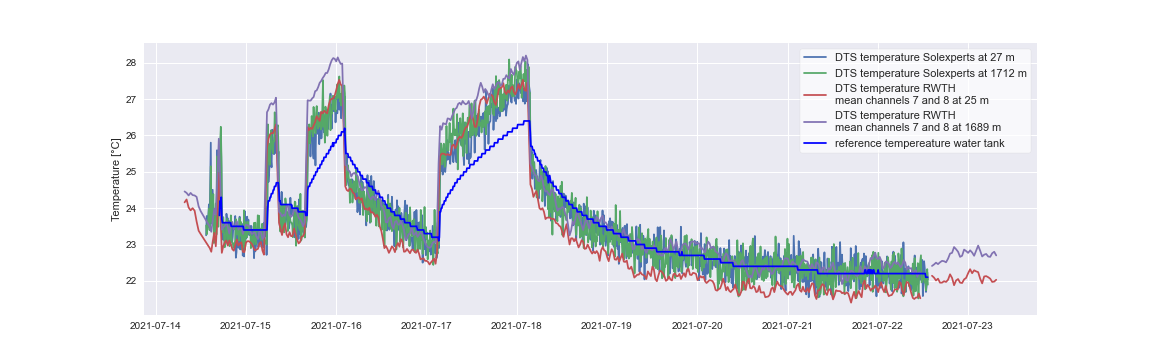 DTS temperature Solexperts at 27 m
DTS temperature Solexperts at 1712 m
DTS temperature RWTH
mean channels 7 and 8 at 25 m
DTS temperature RWTH
mean channels 7 and 8 at 1689 m
reference tempereature water tank
Temperature [°C]
28
27
26
25
24
23
22
2021-07-14
2021-07-15
2021-07-16
2021-07-17
2021-07-18
2021-07-19
2021-07-20
2021-07-21
2021-07-22
2021-07-23